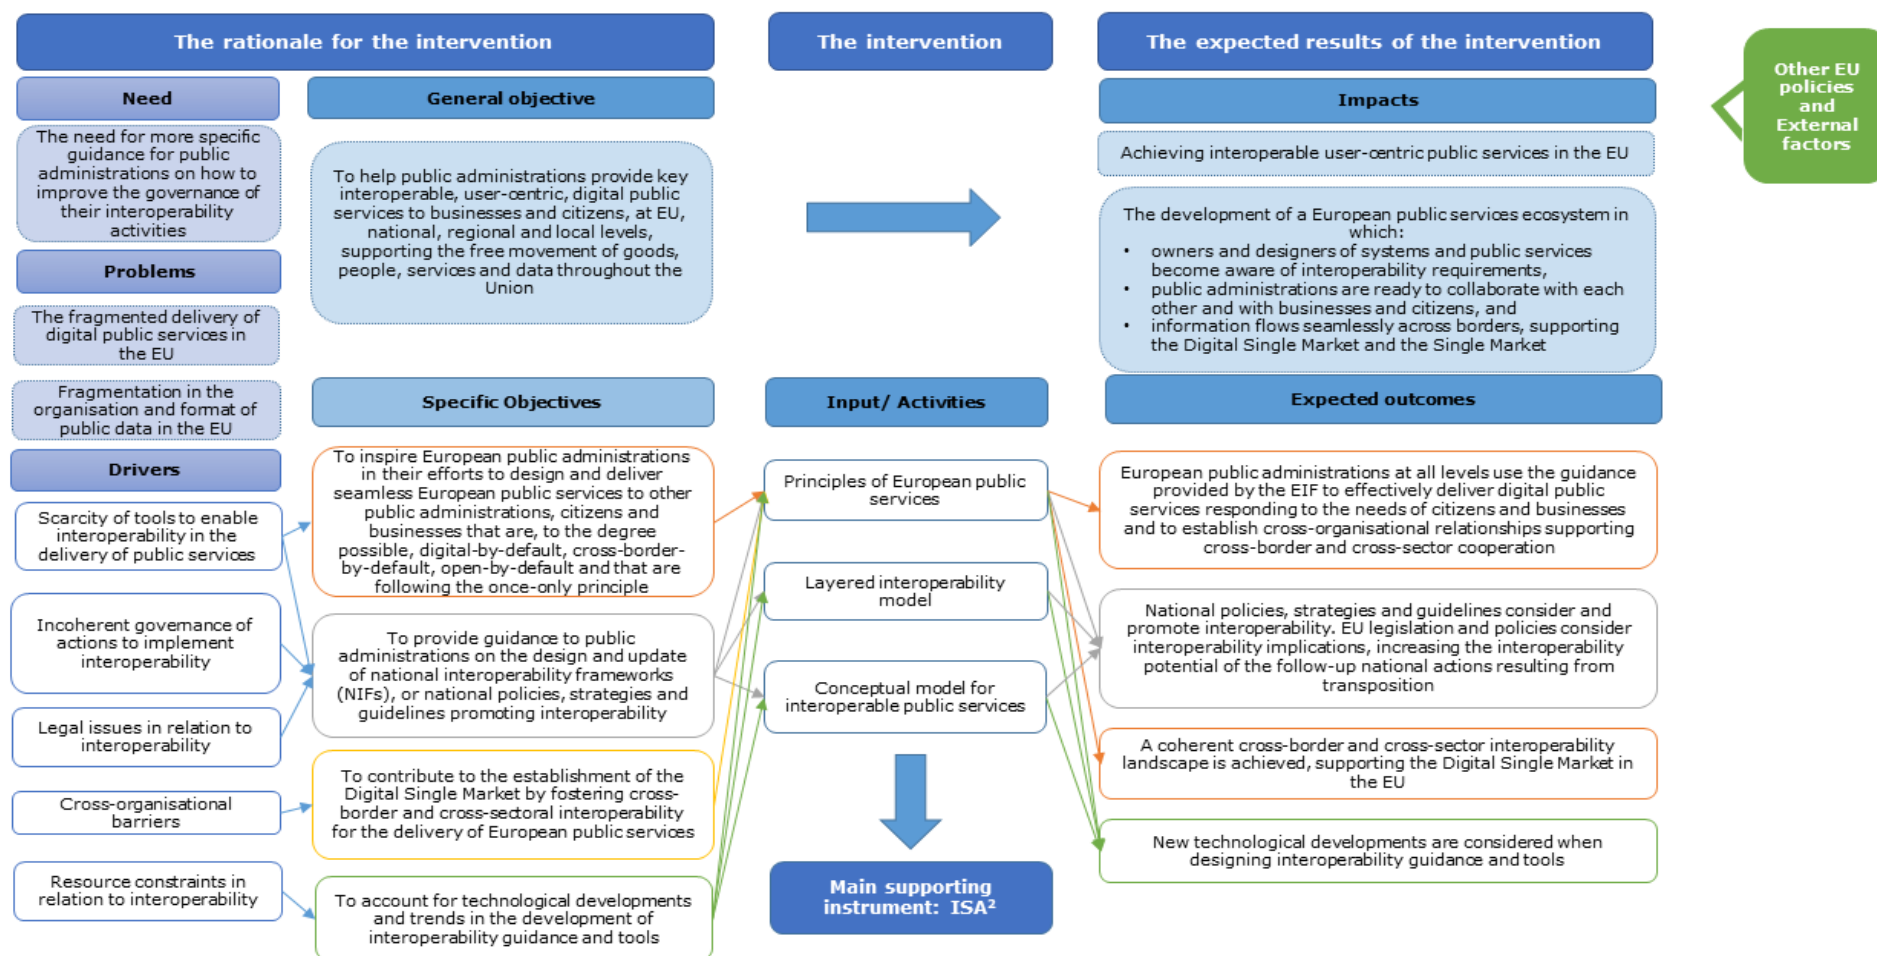 The rationale for the intervention
The intervention
The expected results of the intervention
Other EU
policies
and
External
factors
Need
General objective
Impacts
The need for more specific
guidance for public
administrations on how to
improve the governance of
their interoperability
activities
To help public administrations provide key
interoperable, user-centric, digital public
services to businesses and citizens, at EU,
national, regional and local levels,
supporting the free movement of goods,
people, services and data throughout the
Union
Achieving interoperable user-centric public services in the EU
The development of a European public services ecosystem in
which:
• owners and designers of systems and public services
become aware of interoperability requirements,
• public administrations are ready to collaborate with each
other and with businesses and citizens, and
• information flows seamlessly across borders, supporting
the Digital Single Market and the Single Market
Problems
The fragmented delivery of
digital public services in
the EU
Fragmentation in the
organisation and format of
public data in the EU
Specific Objectives
Input/ Activities
Expected outcomes
Drivers
Scarcity of tools to enable
interoperability in the
delivery of public services
Incoherent governance of
actions to implement
interoperability
Legal issues in relation to
interoperability
Cross-organisational
barriers
Resource constraints in
relation to interoperability
To inspire European public administrations
in their efforts to design and deliver
seamless European public services to other
public administrations, citizens and
businesses that are, to the degree
possible, digital-by-default, cross-border-
by-default, open-by-default and that are
following the once-only principle
To provide guidance to public
administrations on the design and update
of national interoperability frameworks
(NIFs), or national policies, strategies and
guidelines promoting interoperability
To contribute to the establishment of the
Digital Single Market by fostering cross-
border and cross-sectoral interoperability
for the delivery of European public services
To account for technological developments
and trends in the development of
interoperability guidance and tools
Principles of European public
services
Layered interoperability
model
Conceptual model for
interoperable public services
Main supporting
instrument: ISA²
European public administrations at all levels use the guidance
provided by the EIF to effectively deliver digital public
services responding to the needs of citizens and businesses
and to establish cross-organisational relationships supporting
cross-border and cross-sector cooperation
National policies, strategies and guidelines consider and
promote interoperability. EU legislation and policies consider
interoperability implications, increasing the interoperability
potential of the follow-up national actions resulting from
transposition
A coherent cross-border and cross-sector interoperability
landscape is achieved, supporting the Digital Single Market in
the EU
New technological developments are considered when
designing interoperability guidance and tools